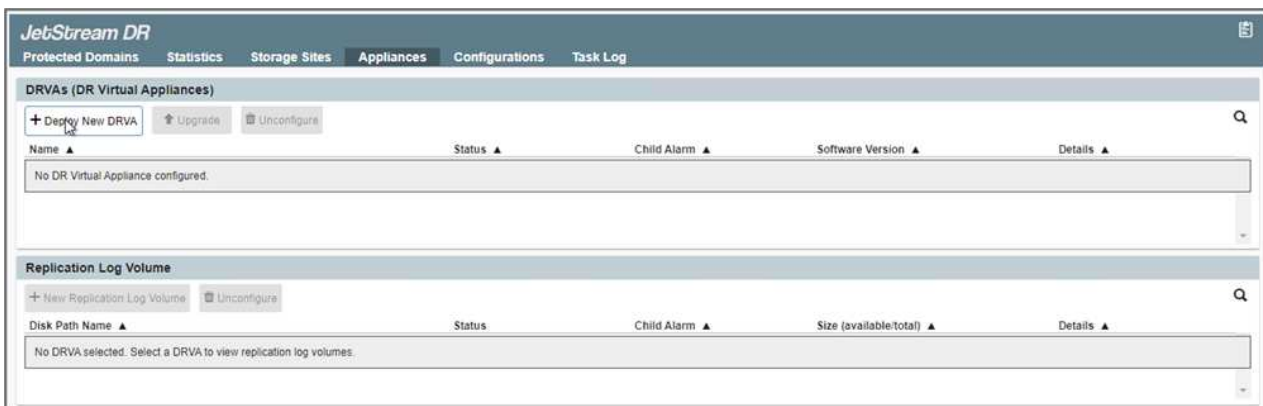 JetStream DR
Protected Domains Statistics Storage Sites Appliances Configurations Task Log
DRVAs (DR Virtual Appliances)
+ Deploy New DRVA Upgrade Unconfigure
Name ▲ Status ▲ Child Alarm ▲ Software Version ▲ Details ▲
No DR Virtual Appliance configured.
Replication Log Volume
+ New Replication Log Volume Unconfigure
Disk Path Name ▲ Status Child Alarm ▲ Size (available/total) ▲ Details ▲
No DRVA selected. Select a DRVA to view replication log volumes.